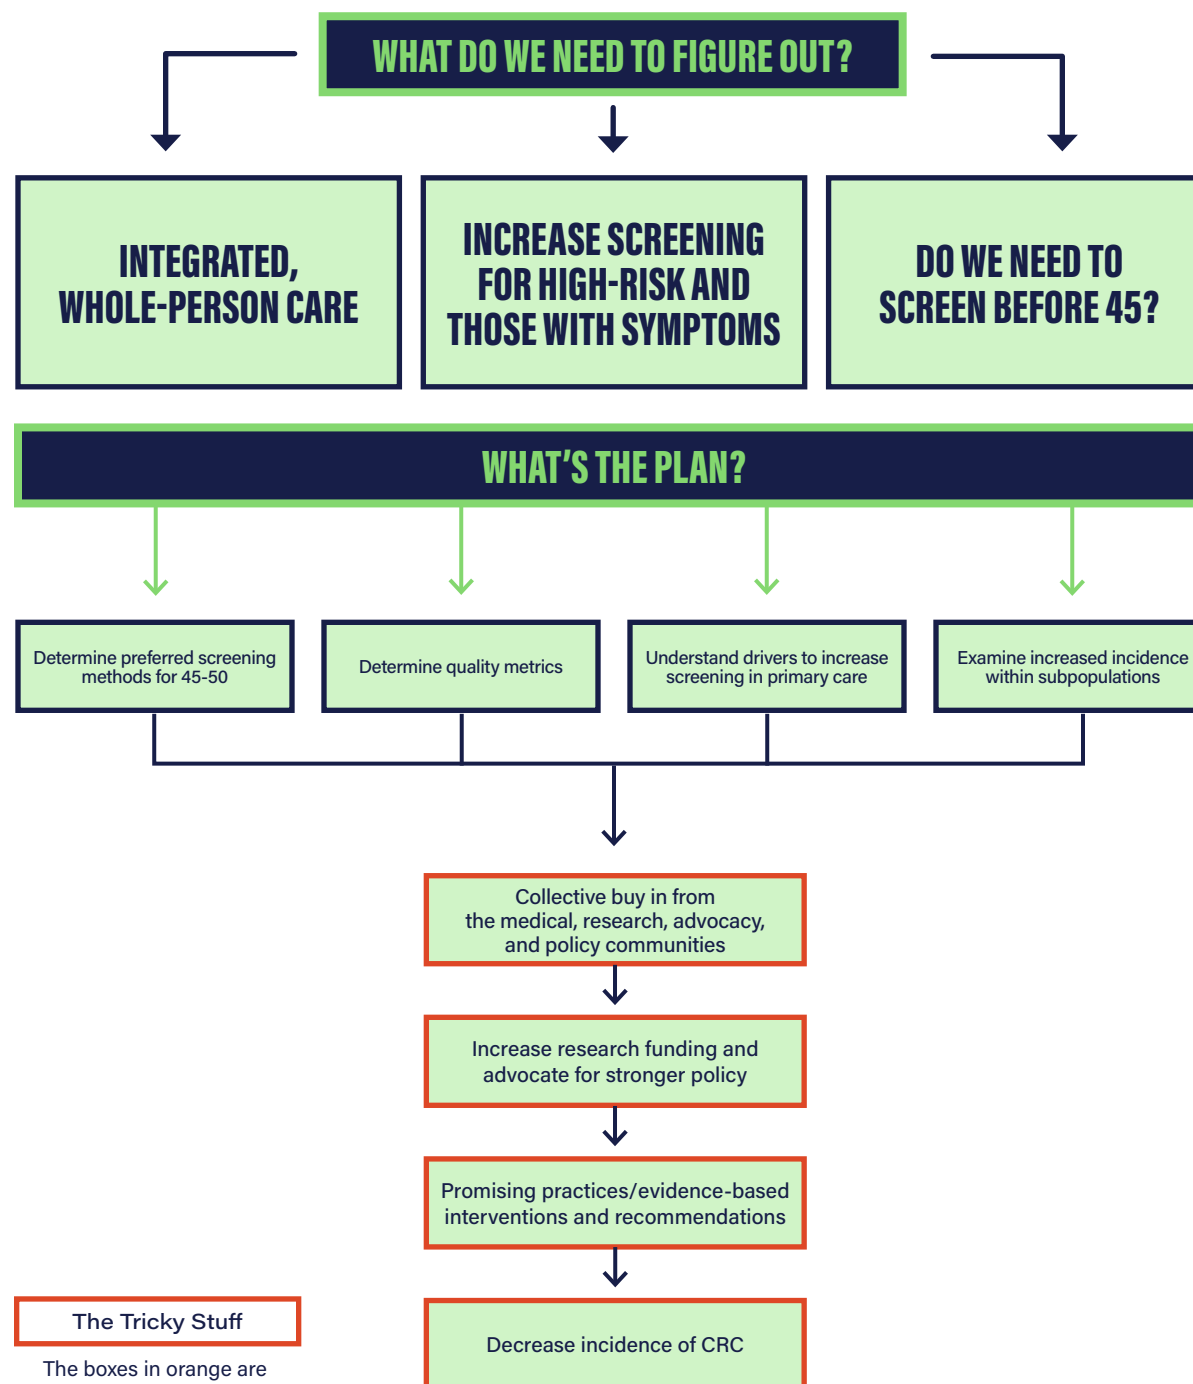 WHAT DO WE NEED TO FIGURE OUT?
INTEGRATED,
WHOLE-PERSON CARE
INCREASE SCREENING
FOR HIGH-RISK AND
THOSE WITH SYMPTOMS
DO WE NEED TO
SCREEN BEFORE 45?
WHAT'S THE PLAN?
Determine preferred screening
methods for 45-50
Determine quality metrics
Understand drivers to increase
screening in primary care
Examine increased incidence
within subpopulations
Collective buy in from
the medical, research, advocacy,
and policy communities
Increase research funding and
advocate for stronger policy
Promising practices/evidence-based
interventions and recommendations
Decrease incidence of CRC
The Tricky Stuff
The boxes in orange are